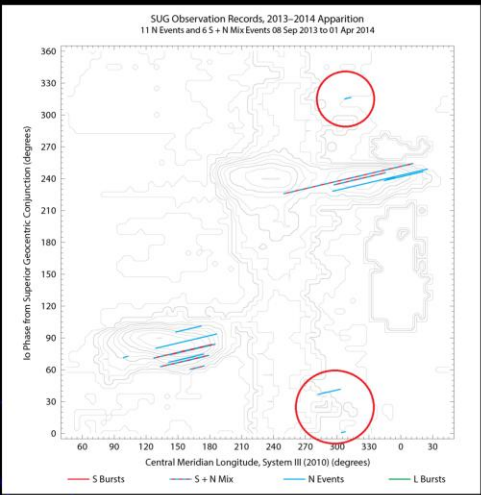 SUG Observation Records, 2013–2014 Apparition
11 N Events and 6 S + N Mix Events 08 Sep 2013 to 01 Apr 2014
Io Phase from Superior Geocentric Conjunction (degrees)
360
330
300
270
240
210
180
150
120
90
60
30
0
60 90 120 150 180 210 240 270 300 330 0 30
Central Meridian Longitude, System III (2010) (degrees)
S Bursts S + N Mix N Events L Bursts